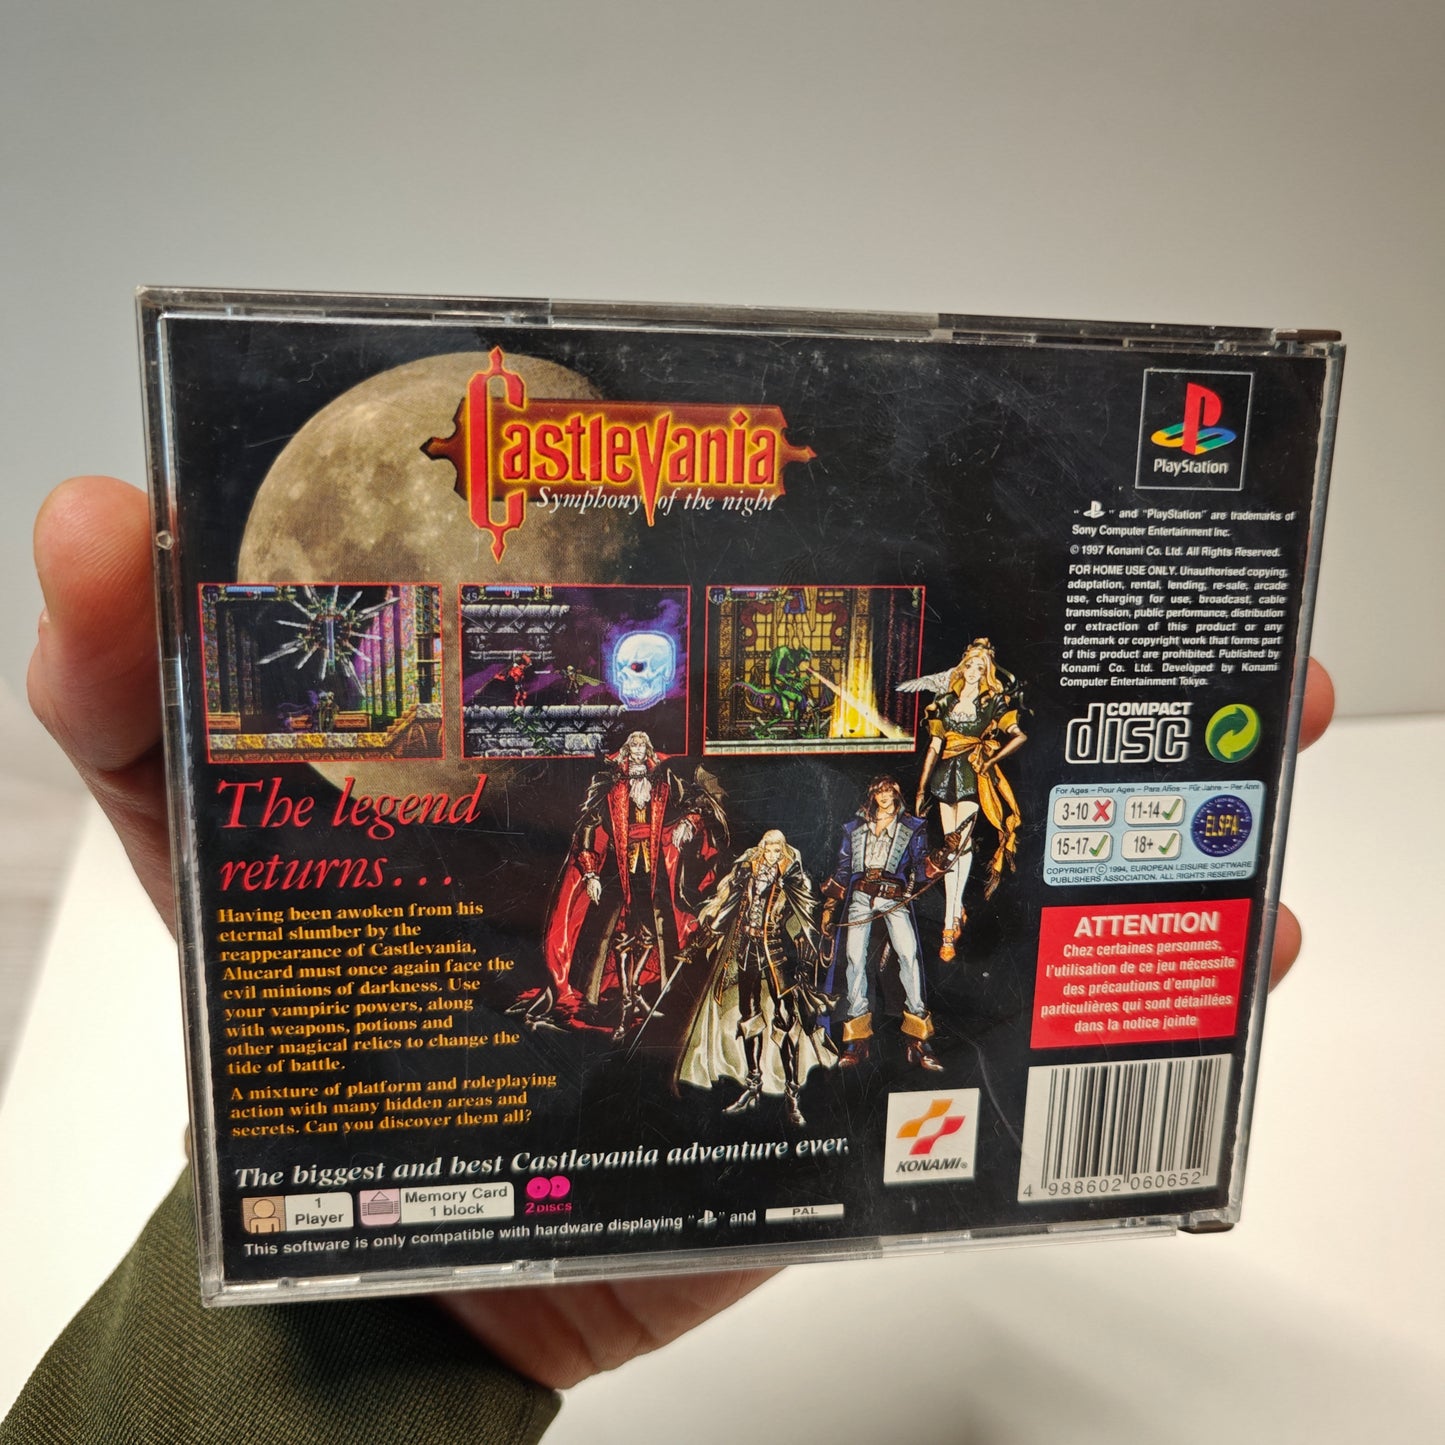 Castlevania
Symphony of the night
PlayStation
" " and "PlayStation" are trademarks of
Sony Computer Entertainment Inc.
© 1997 Konami Co. Ltd. All Rights Reserved.
FOR HOME USE ONLY. Unauthorised copying,
adaptation, rental, lending, re-sale, arcade
use, charging for use, broadcast, cable
transmission, public performance, distribution
or extraction of this product or any
trademark or copyright work that forms part
of this product are prohibited. Published by
Konami Co. Ltd. Developed by Konami
Computer Entertainment Tokyo.
COMPACT
disc
For Ages - Pour Ages - Para Años - Für Jahre - Per Anni
3-10 11-14
15-17 18+
ELSPA
COPYRIGHT © 1994, EUROPEAN LEISURE SOFTWARE
PUBLISHERS ASSOCIATION. ALL RIGHTS RESERVED
ATTENTION
Chez certaines personnes,
l'utilisation de ce jeu nécessite
des précautions d'emploi
particulières qui sont détaillées
dans la notice jointe
The legend
returns...
Having been awoken from his
eternal slumber by the
reappearance of Castlevania,
Alucard must once again face the
evil minions of darkness. Use
your vampiric powers, along
with weapons, potions and
other magical relics to change the
tide of battle.
A mixture of platform and roleplaying
action with many hidden areas and
secrets. Can you discover them all?
The biggest and best Castlevania adventure ever.
KONAMI®
4 988602 060652
1
Player
Memory Card
1 block
2 DISCS
This software is only compatible with hardware displaying " " and PAL